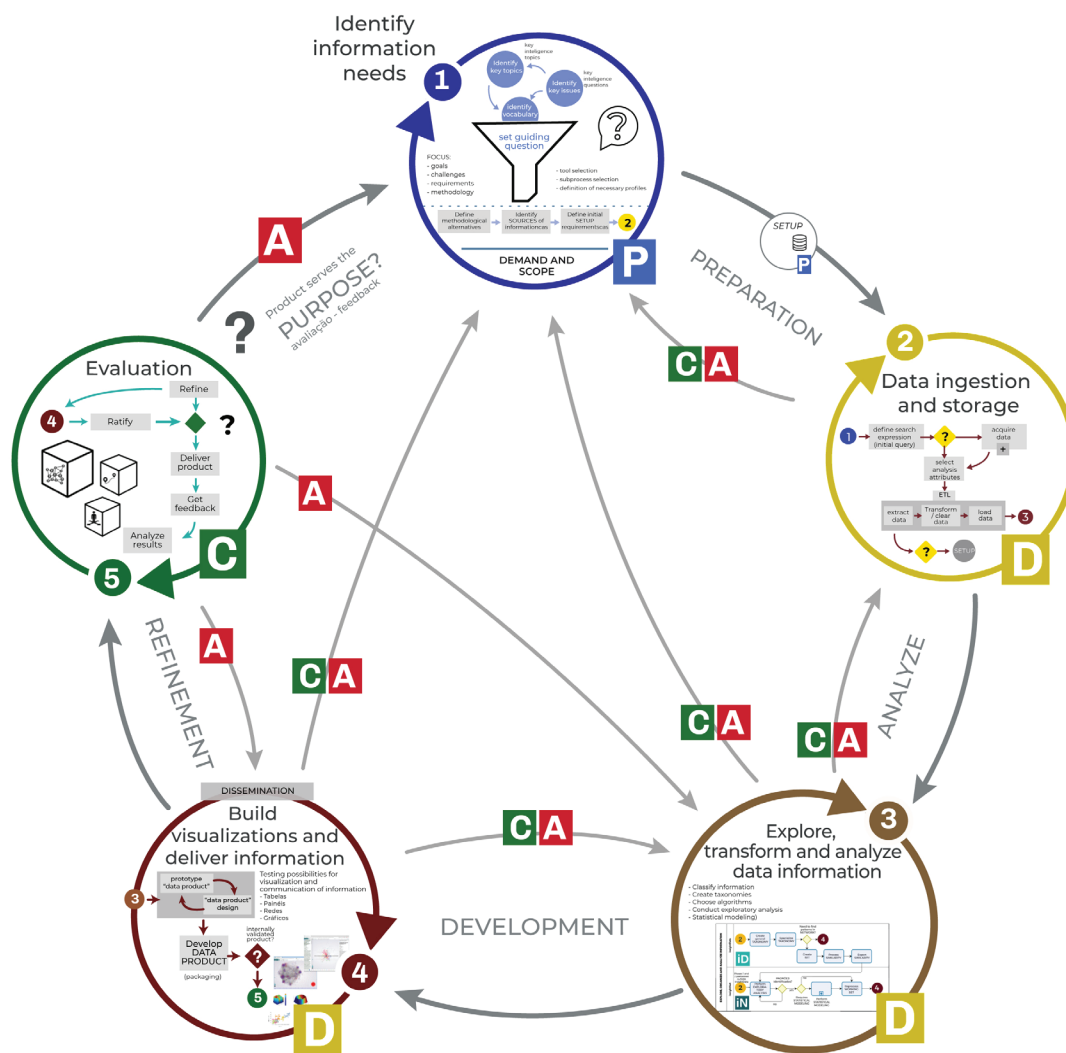 Identify
information
needs
1
key
inteligence
topics
Identify
key topics
key
inteligence
questions
Identify
key issues
Identify
vocabulary
set guiding
question
?
FOCUS:
- goals
- challenges
- requirements
- methodology
- tool selection
- subprocess selection
- definition of necessary profiles
Define
methodological
alternatives
Identify
SOURCES of
informationcas
Define initial
SETUP
requirementiscas
2
DEMAND AND
SCOPE
P
SETUP
P
PREPARATION
A
?
Product serves the
PURPOSE?
avaliação - feedback
C A
2
Data ingestion
and storage
1
define search
expression
(initial query)
?
acquire
data
+
select
analysis
attributes
ETL
extract
data
Transform
/ clear
data
load
data
3
?
SETUP
D
Evaluation
Refine
4
Ratify
?
Deliver
product
Get
feedback
Analyze
results
C
5
A
A
REFINEMENT
C A
C A
C A
ANALYZE
DISSEMINATION
Build
visualizations and
deliver information
Testing possibilities for
visualization and
communication of information
- Tabelas
- Painéis
- Redes
- Gráficos
3
prototype
"data product"
"data product"
design
Develop
DATA
PRODUCT
(packaging)
internally
validated
product?
?
5
4
D
C A
DEVELOPMENT
3
Explore,
transform and analyze
data information
- Classify information
- Create taxonomies
- Choose algorithms
- Conduct exploratory analysis
- Statistical modeling)
2
4
iD
2
4
iN
D